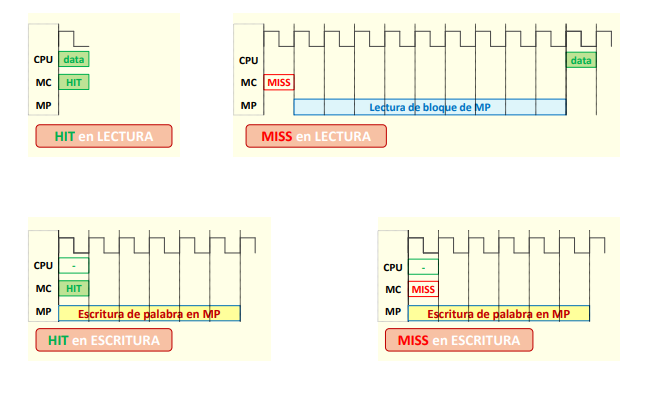 CPU data
MC HIT
MP
HIT en LECTURA
CPU data
MC MISS
MP Lectura de bloque de MP
MISS en LECTURA
CPU -
MC HIT
MP Escritura de palabra en MP
HIT en ESCRITURA
CPU -
MC MISS
MP Escritura de palabra en MP
MISS en ESCRITURA